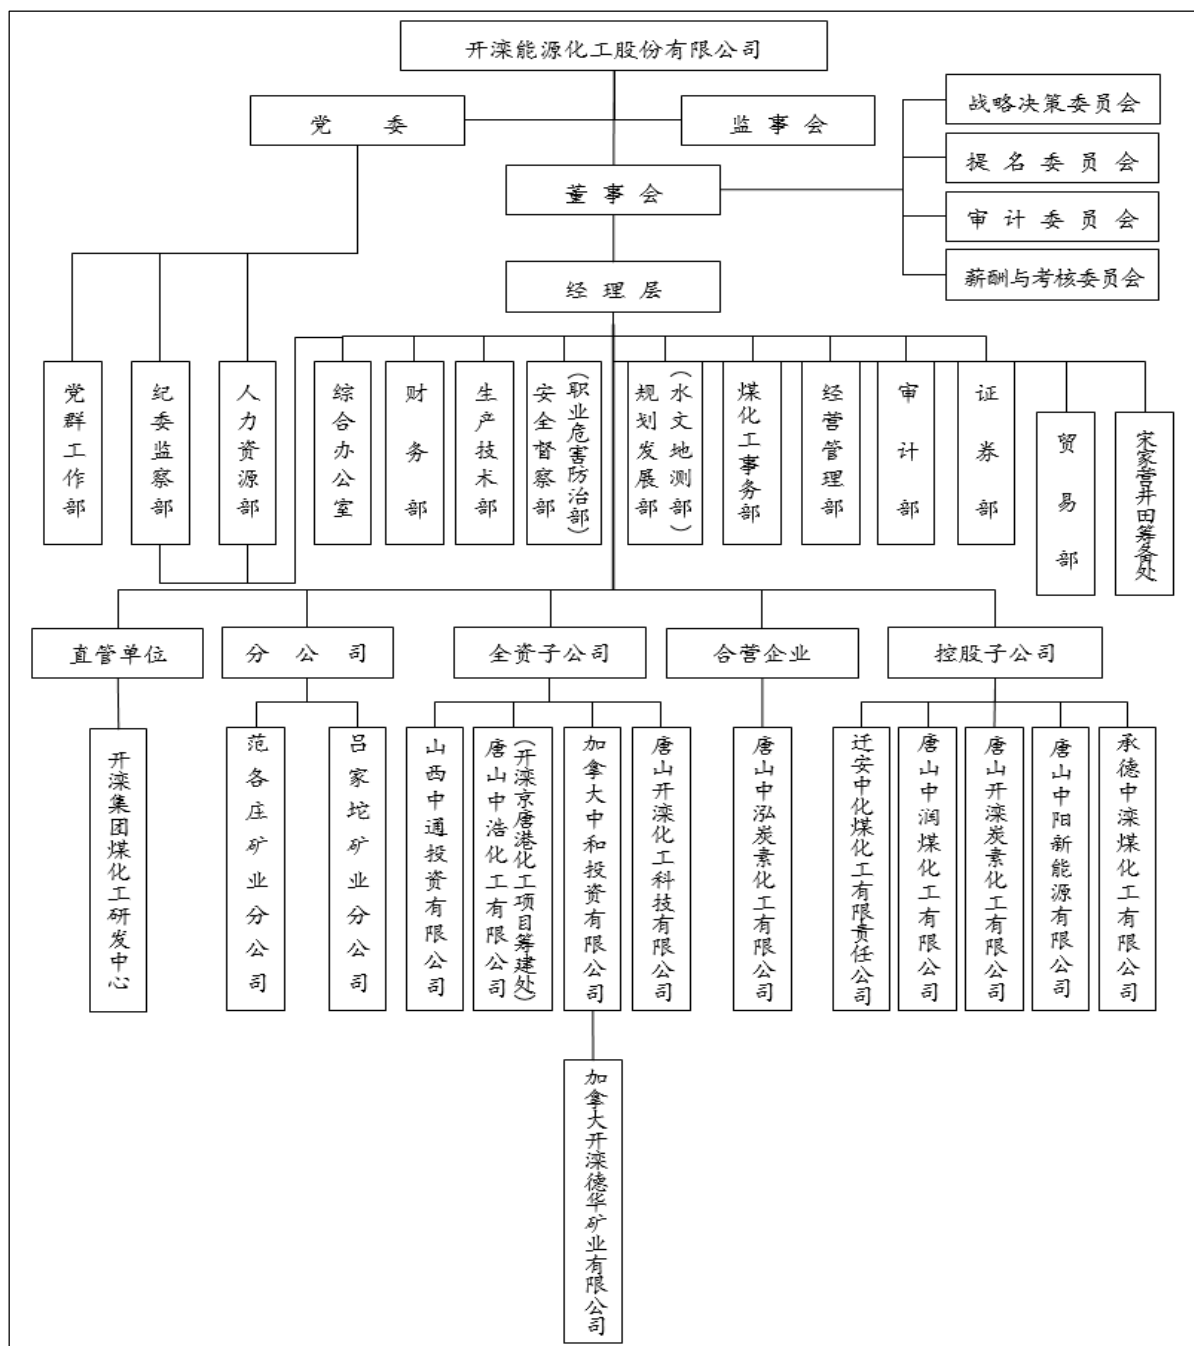 开滦能源化工股份有限公司
党 委
监 事 会
战略决策委员会
提 名 委 员 会
董 事 会
审 计 委 员 会
薪酬与考核委员会
经 理 层
党群工作部
纪委监察部
人力资源部
综合办公室
财务部
生产技术部
安全督察部
(职业危害防治部)
规划发展部
(水文地测部)
煤化工事务部
经营管理部
审计部
证券部
贸易部
宋家营井田筹备处
直管单位
分 公 司
全资子公司
合营企业
控股子公司
开滦集团煤化工研发中心
范各庄矿业分公司
吕家坨矿业分公司
山西中通投资有限公司
唐山中浩化工有限公司
(开滦京唐港化工项目筹建处)
加拿大中和投资有限公司
唐山开滦化工科技有限公司
唐山中泓炭素化工有限公司
迁安中化煤化工有限责任公司
唐山中润煤化工有限公司
唐山开滦炭素化工有限公司
唐山中阳新能源有限公司
承德中滦煤化工有限公司
加拿大开滦德华矿业有限公司